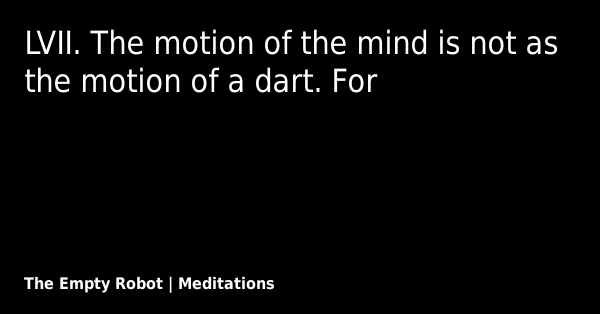 LVII. The motion of the mind is not as
the motion of a dart. For
The Empty Robot | Meditations